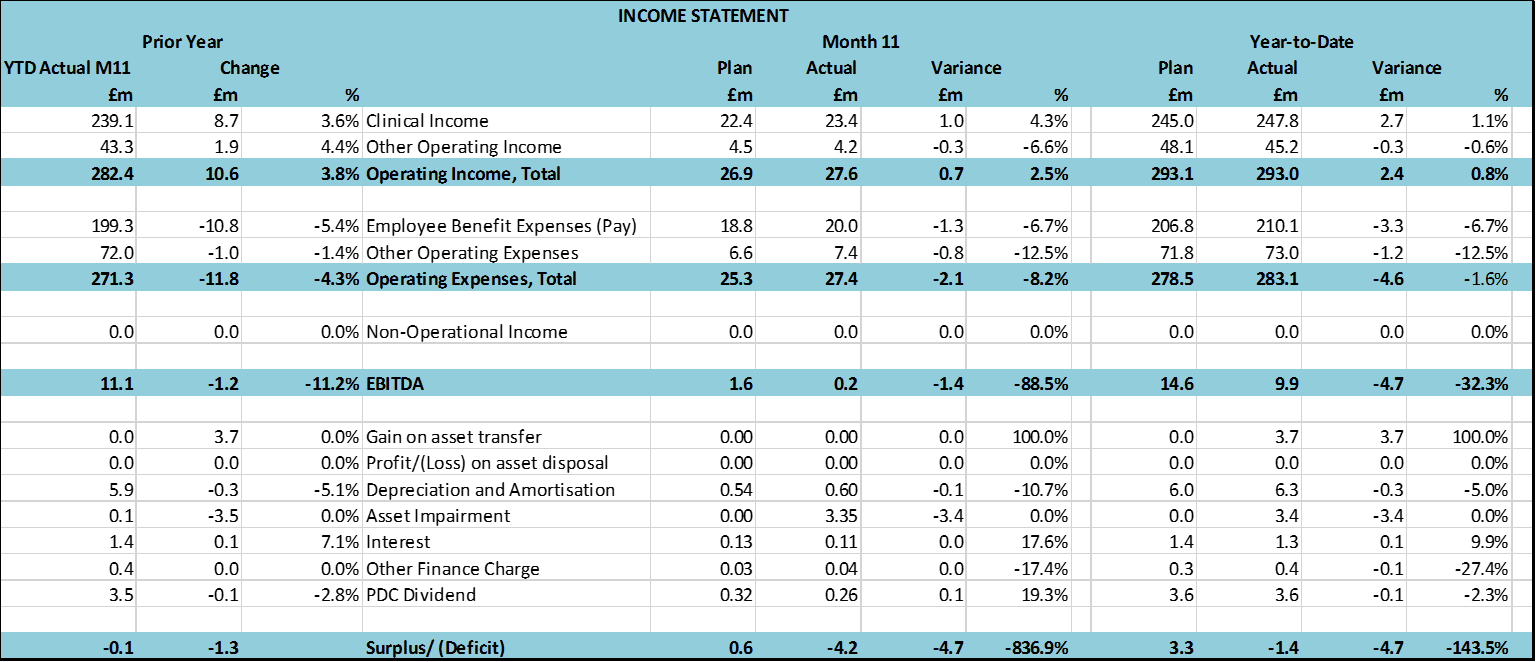 INCOME STATEMENT
Prior Year Month 11 Year-to-Date
YTD Actual M11 Change Plan Actual Variance Plan Actual Variance
£m £m % £m £m £m % £m £m £m %
239.1 8.7 3.6% Clinical Income 22.4 23.4 1.0 4.3% 245.0 247.8 2.7 1.1%
43.3 1.9 4.4% Other Operating Income 4.5 4.2 -0.3 -6.6% 48.1 45.2 -0.3 -0.6%
282.4 10.6 3.8% Operating Income, Total 26.9 27.6 0.7 2.5% 293.1 293.0 2.4 0.8%
199.3 -10.8 -5.4% Employee Benefit Expenses (Pay) 18.8 20.0 -1.3 -6.7% 206.8 210.1 -3.3 -6.7%
72.0 -1.0 -1.4% Other Operating Expenses 6.6 7.4 -0.8 -12.5% 71.8 73.0 -1.2 -12.5%
271.3 -11.8 -4.3% Operating Expenses, Total 25.3 27.4 -2.1 -8.2% 278.5 283.1 -4.6 -1.6%
0.0 0.0 0.0% Non-Operational Income 0.0 0.0 0.0 0.0% 0.0 0.0 0.0 0.0%
11.1 -1.2 -11.2% EBITDA 1.6 0.2 -1.4 -88.5% 14.6 9.9 -4.7 -32.3%
0.0 3.7 0.0% Gain on asset transfer 0.00 0.00 0.0 100.0% 0.0 3.7 3.7 100.0%
0.0 0.0 0.0% Profit/(Loss) on asset disposal 0.00 0.00 0.0 0.0% 0.0 0.0 0.0 0.0%
5.9 -0.3 -5.1% Depreciation and Amortisation 0.54 0.60 -0.1 -10.7% 6.0 6.3 -0.3 -5.0%
0.1 -3.5 0.0% Asset Impairment 0.00 3.35 -3.4 0.0% 0.0 3.4 -3.4 0.0%
1.4 0.1 7.1% Interest 0.13 0.11 0.0 17.6% 1.4 1.3 0.1 9.9%
0.4 0.0 0.0% Other Finance Charge 0.03 0.04 0.0 -17.4% 0.3 0.4 -0.1 -27.4%
3.5 -0.1 -2.8% PDC Dividend 0.32 0.26 0.1 19.3% 3.6 3.6 -0.1 -2.3%
-0.1 -1.3 Surplus/ (Deficit) 0.6 -4.2 -4.7 -836.9% 3.3 -1.4 -4.7 -143.5%